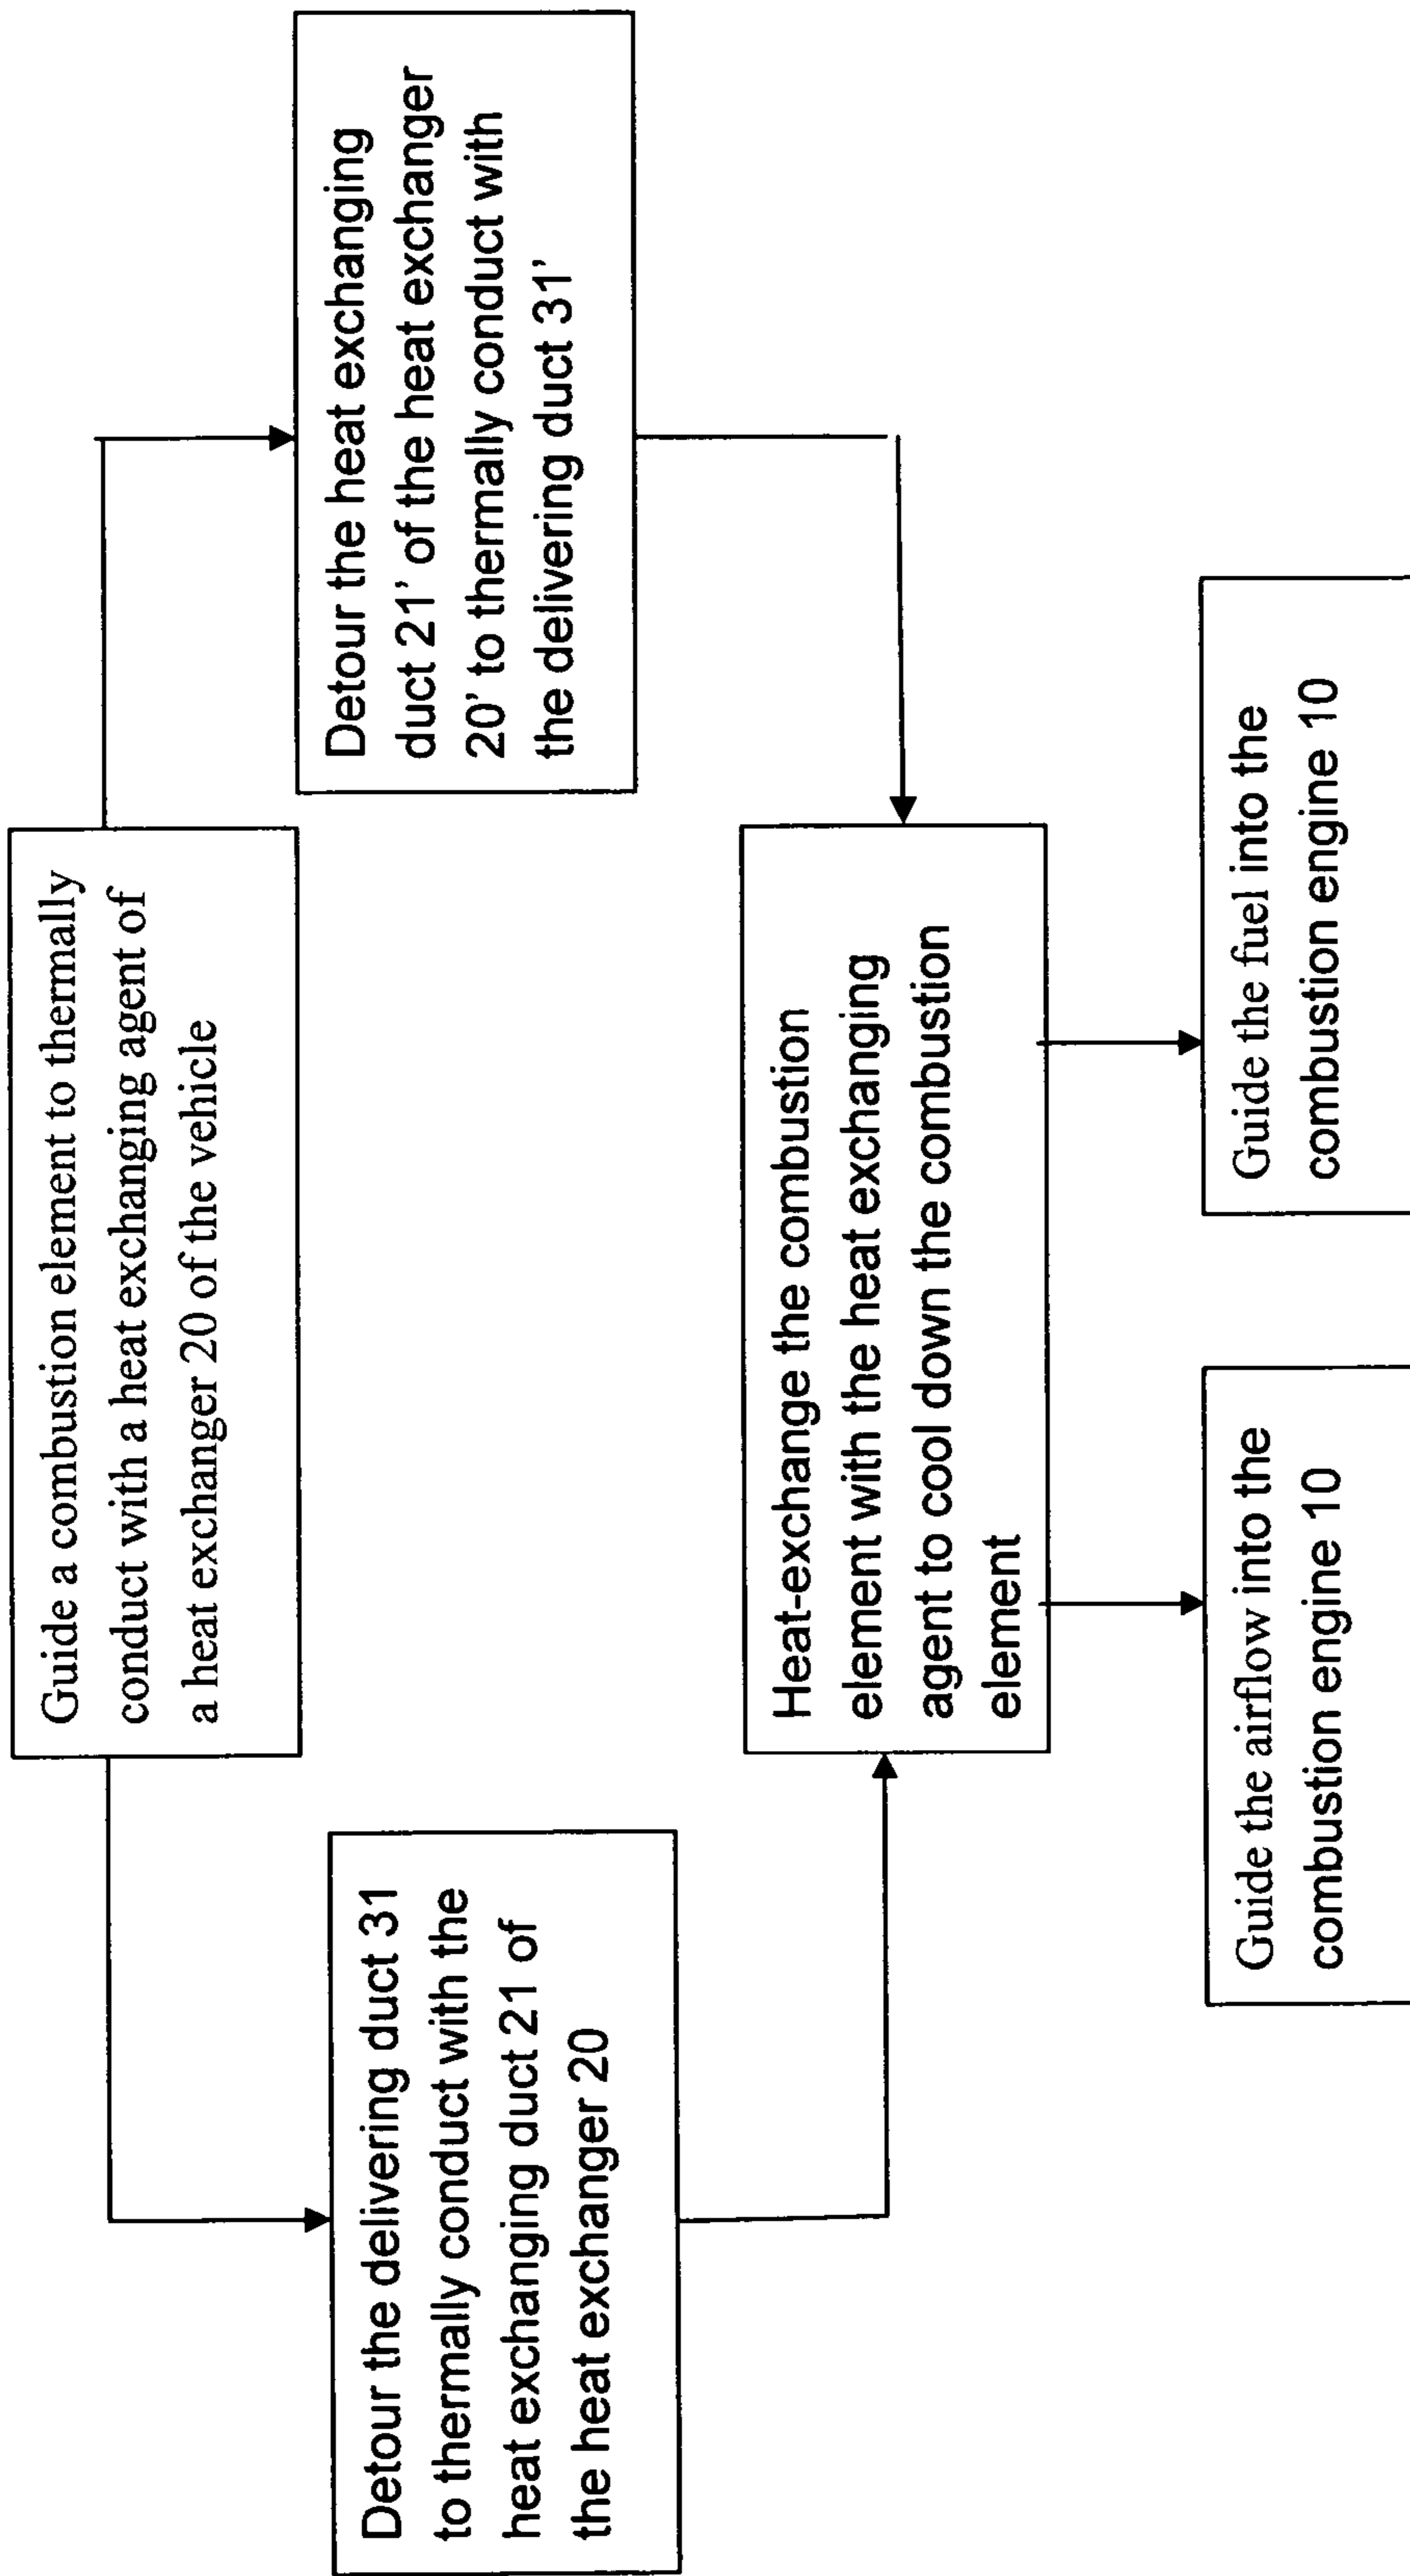 Guide a combustion element to thermally
conduct with a heat exchanging agent of
a heat exchanger 20 of the vehicle
Detour the delivering duct 31
to thermally conduct with the
heat exchanging duct 21 of
the heat exchanger 20
Detour the heat exchanging
duct 21' of the heat exchanger
20' to thermally conduct with
the delivering duct 31'
Heat-exchange the combustion
element with the heat exchanging
agent to cool down the combustion
element
Guide the airflow into the
combustion engine 10
Guide the fuel into the
combustion engine 10